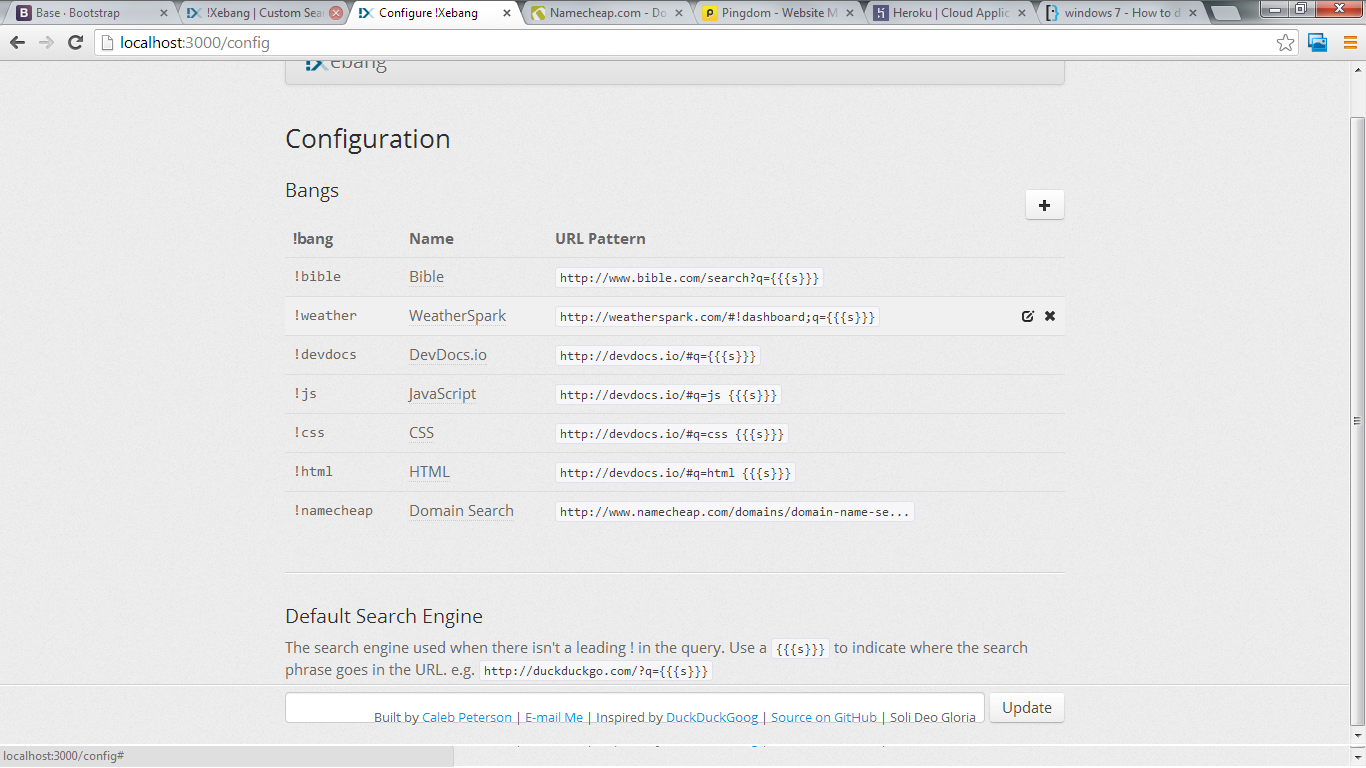 Base · Bootstrap
!Xebang | Custom Sea
Configure !Xebang
Namecheap.com - Do
Pingdom - Website M
Heroku | Cloud Applic
windows 7 - How to d
localhost:3000/config
!Xebang
Configuration
Bangs
!bang Name URL Pattern
!bible Bible http://www.bible.com/search?q={{{s}}}
!weather WeatherSpark http://weatherspark.com/#!dashboard;q={{{s}}}
!devdocs DevDocs.io http://devdocs.io/#q={{{s}}}
!js JavaScript http://devdocs.io/#q=js {{{s}}}
!css CSS http://devdocs.io/#q=css {{{s}}}
!html HTML http://devdocs.io/#q=html {{{s}}}
!namecheap Domain Search http://www.namecheap.com/domains/domain-name-se...
Default Search Engine
The search engine used when there isn't a leading ! in the query. Use a {{{s}}} to indicate where the search
phrase goes in the URL. e.g. http://duckduckgo.com/?q={{{s}}}
Update
Built by Caleb Peterson | E-mail Me | Inspired by DuckDuckGoog | Source on GitHub | Soli Deo Gloria
localhost:3000/config#